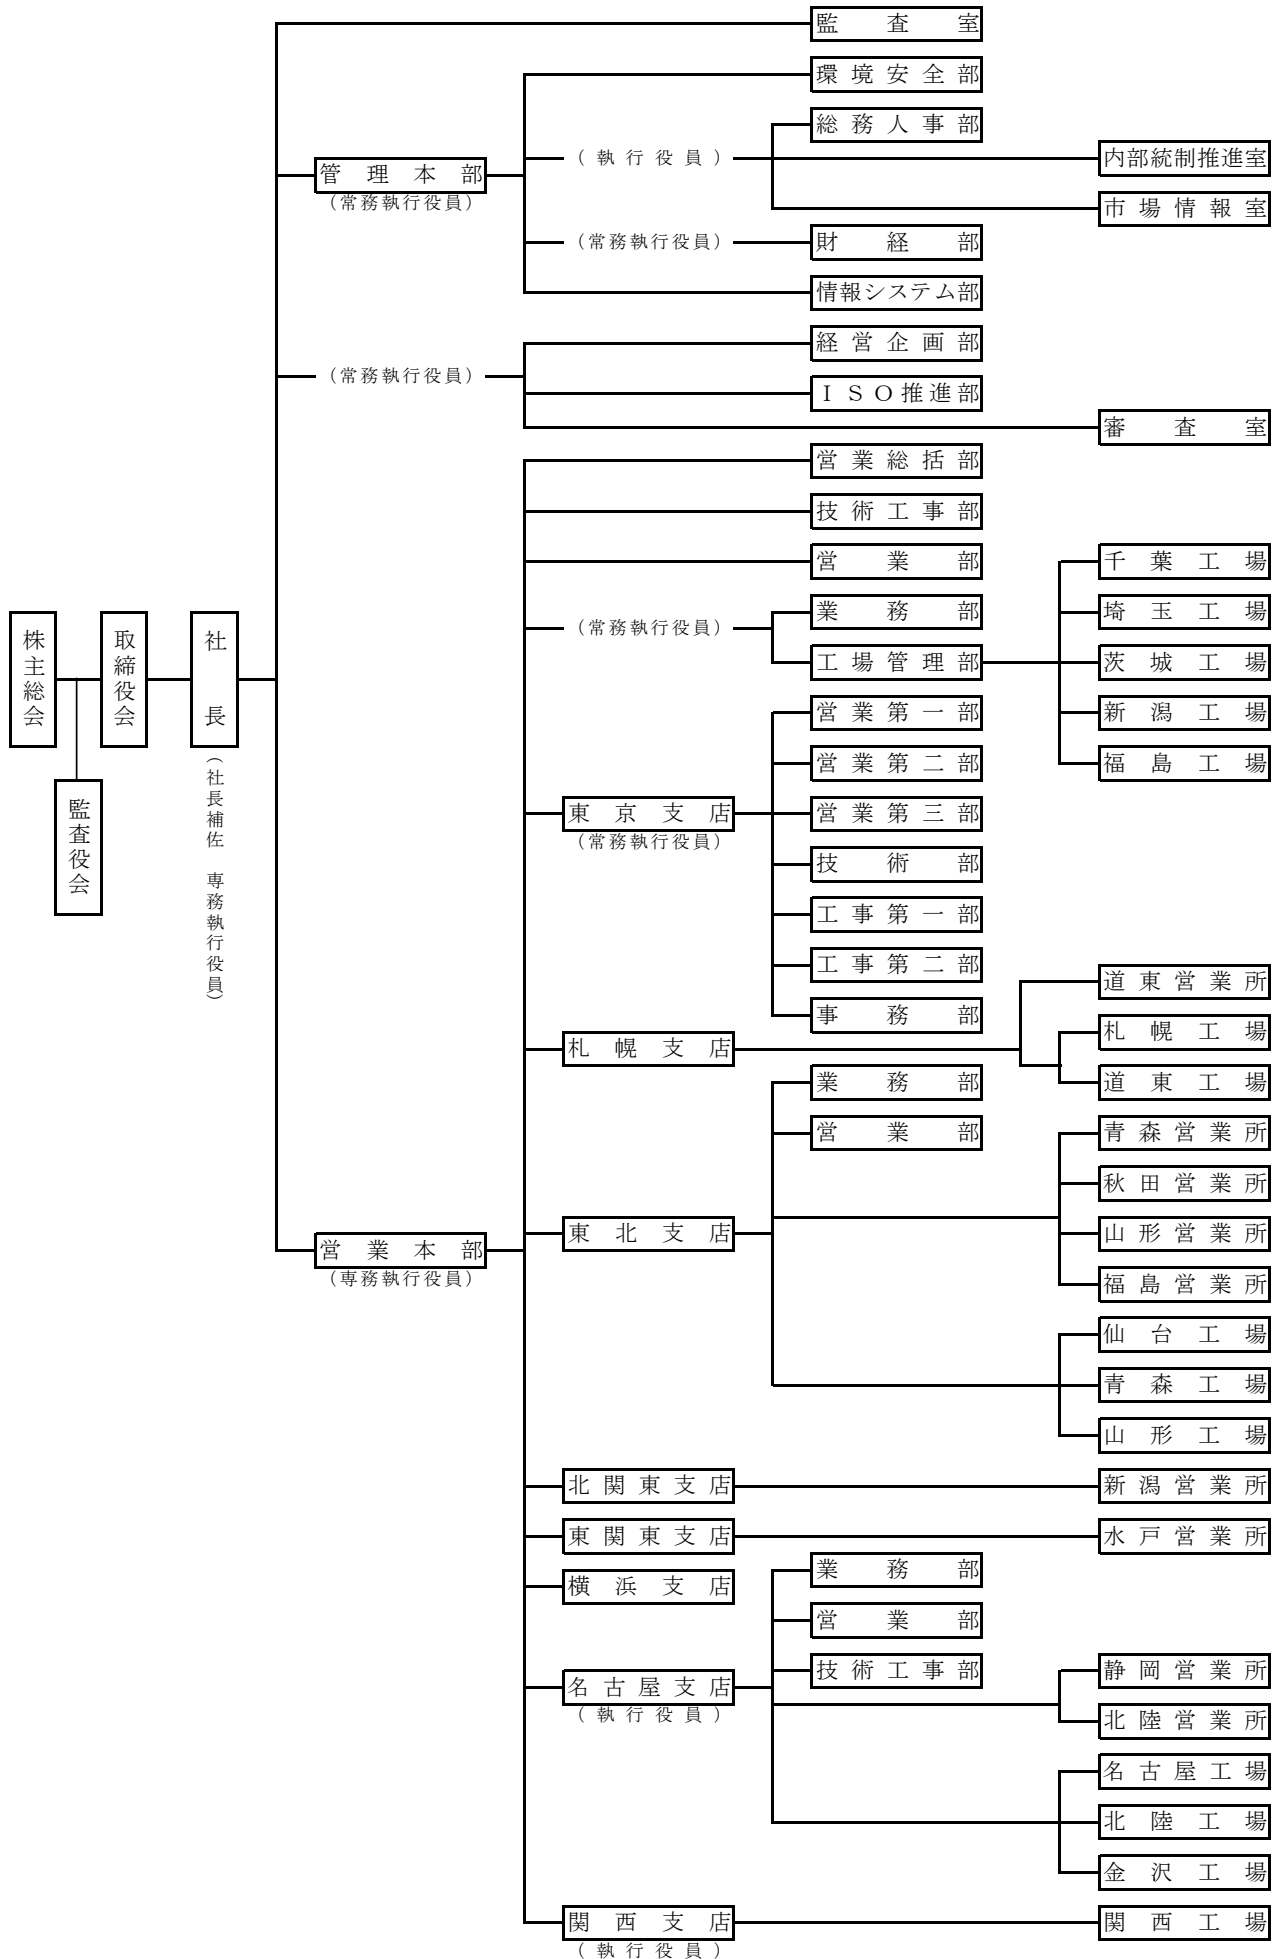 監査室
環境安全部
総務人事部
(執行役員)
内部統制推進室
管理本部
(常務執行役員)
市場情報室
(常務執行役員)
財経部
情報システム部
経営企画部
(常務執行役員)
ISO推進部
審査室
営業総括部
技術工事部
営業部
千葉工場
業務部
埼玉工場
(常務執行役員)
工場管理部
茨城工場
株主総会
取締役会
社長
(社長補佐 専務執行役員)
監査役会
営業第一部
新潟工場
営業第二部
福島工場
東京支店
(常務執行役員)
営業第三部
技術部
工事第一部
工事第二部
道東営業所
事務部
札幌工場
札幌支店
業務部
道東工場
営業部
青森営業所
秋田営業所
東北支店
山形営業所
営業本部
(専務執行役員)
福島営業所
仙台工場
青森工場
山形工場
北関東支店
新潟営業所
東関東支店
水戸営業所
業務部
横浜支店
営業部
技術工事部
静岡営業所
名古屋支店
(執行役員)
北陸営業所
名古屋工場
北陸工場
金沢工場
関西支店
(執行役員)
関西工場